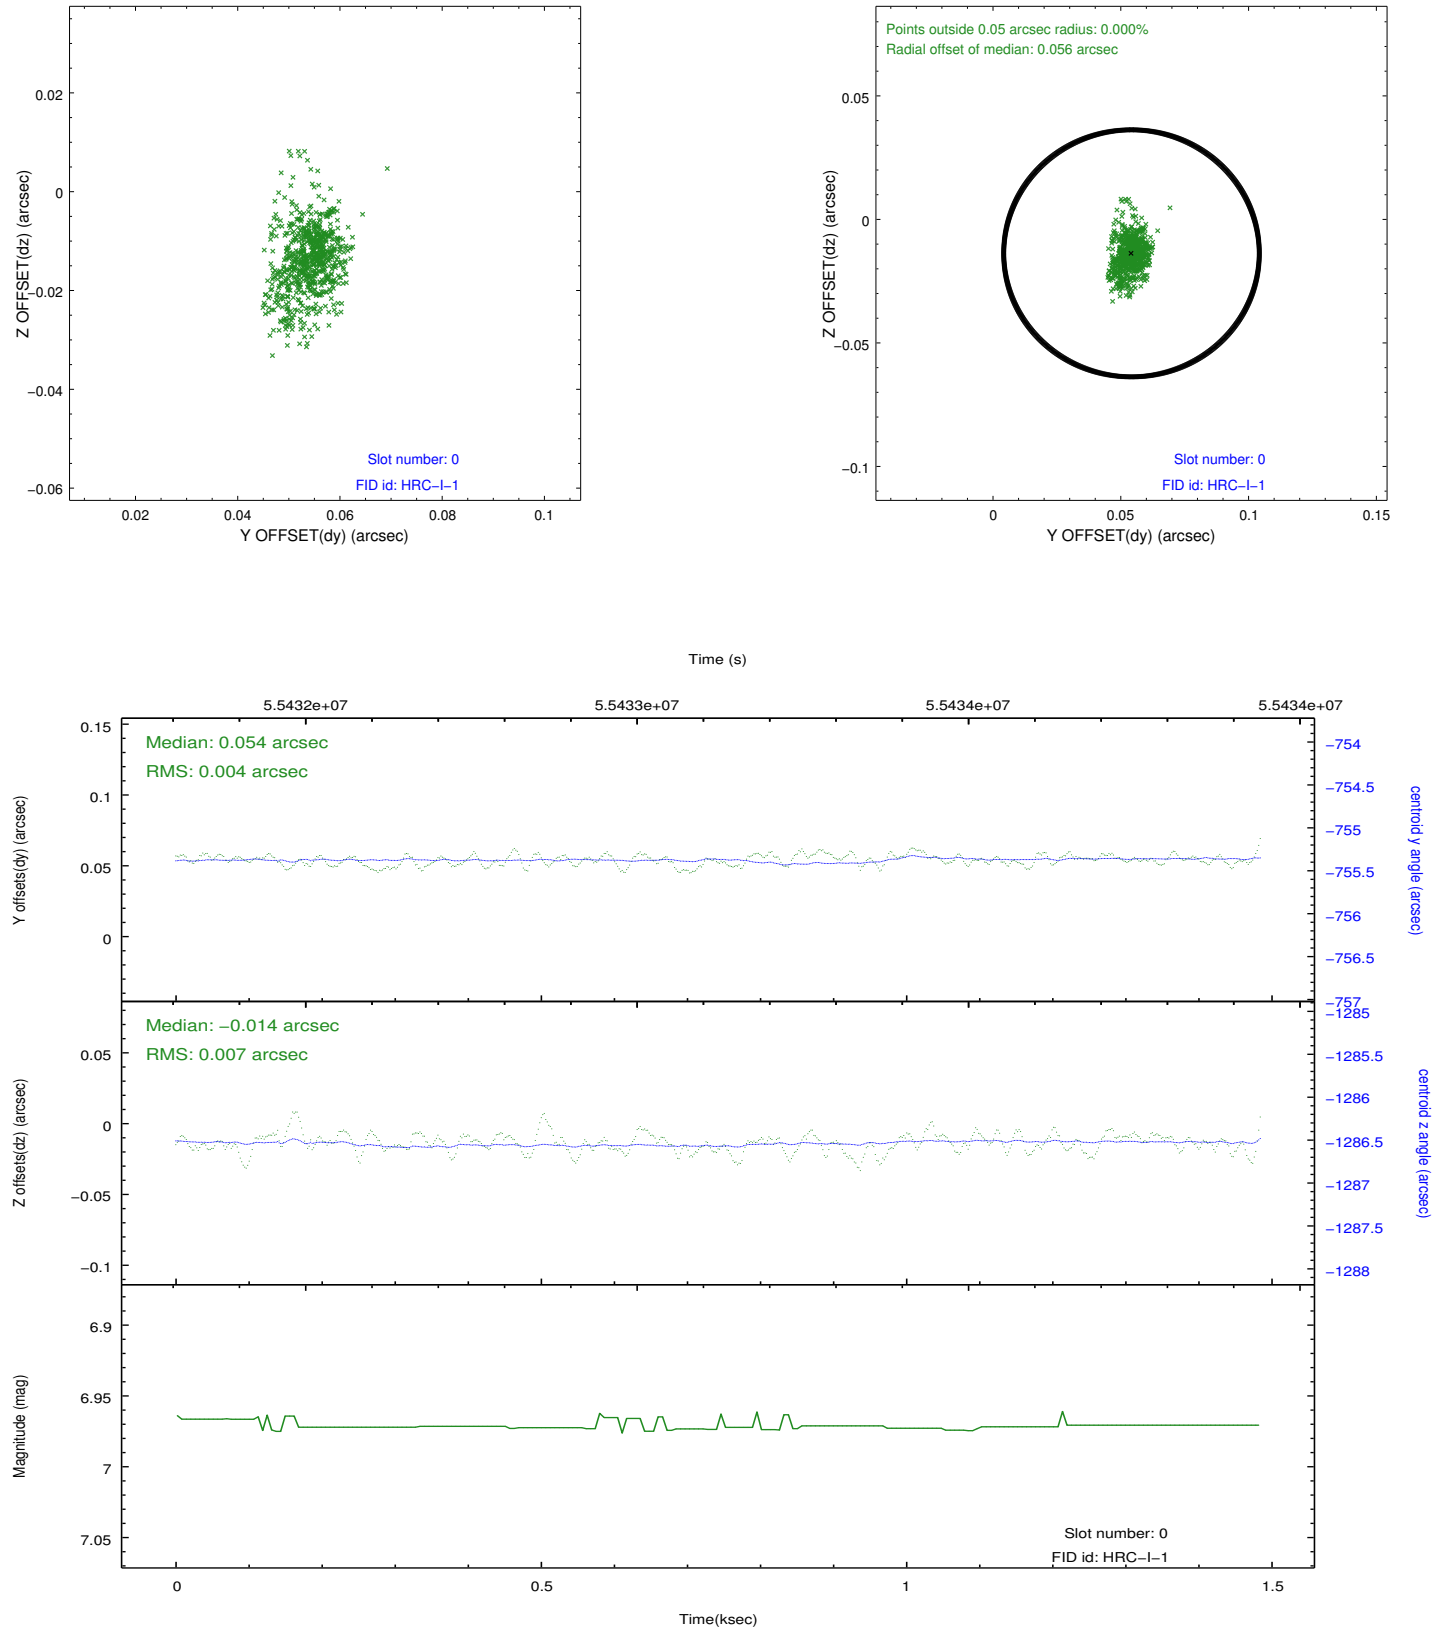 0.02
0
−0.02
−0.04
−0.06
Z OFFSET(dz) (arcsec)
Slot number: 0
FID id: HRC−I−1
0.02
0.04
0.06
0.08
0.1
Y OFFSET(dy) (arcsec)
Points outside 0.05 arcsec radius: 0.000%
Radial offset of median: 0.056 arcsec
0.05
0
−0.05
−0.1
Z OFFSET(dz) (arcsec)
Slot number: 0
FID id: HRC−I−1
0
0.05
0.1
0.15
Y OFFSET(dy) (arcsec)
Time (s)
5.5432e+07
5.5433e+07
5.5434e+07
5.5434e+07
Median: 0.054 arcsec
RMS: 0.004 arcsec
0.15
0.1
0.05
0
Y offsets(dy) (arcsec)
−754
−754.5
−755
−755.5
−756
−756.5
−757
centroid y angle (arcsec)
Median: −0.014 arcsec
RMS: 0.007 arcsec
0.05
0
−0.05
−0.1
Z offsets(dz) (arcsec)
−1285
−1285.5
−1286
−1286.5
−1287
−1287.5
−1288
centroid z angle (arcsec)
6.9
6.95
7
7.05
Magnitude (mag)
Slot number: 0
FID id: HRC−I−1
0
0.5
1
1.5
Time(ksec)